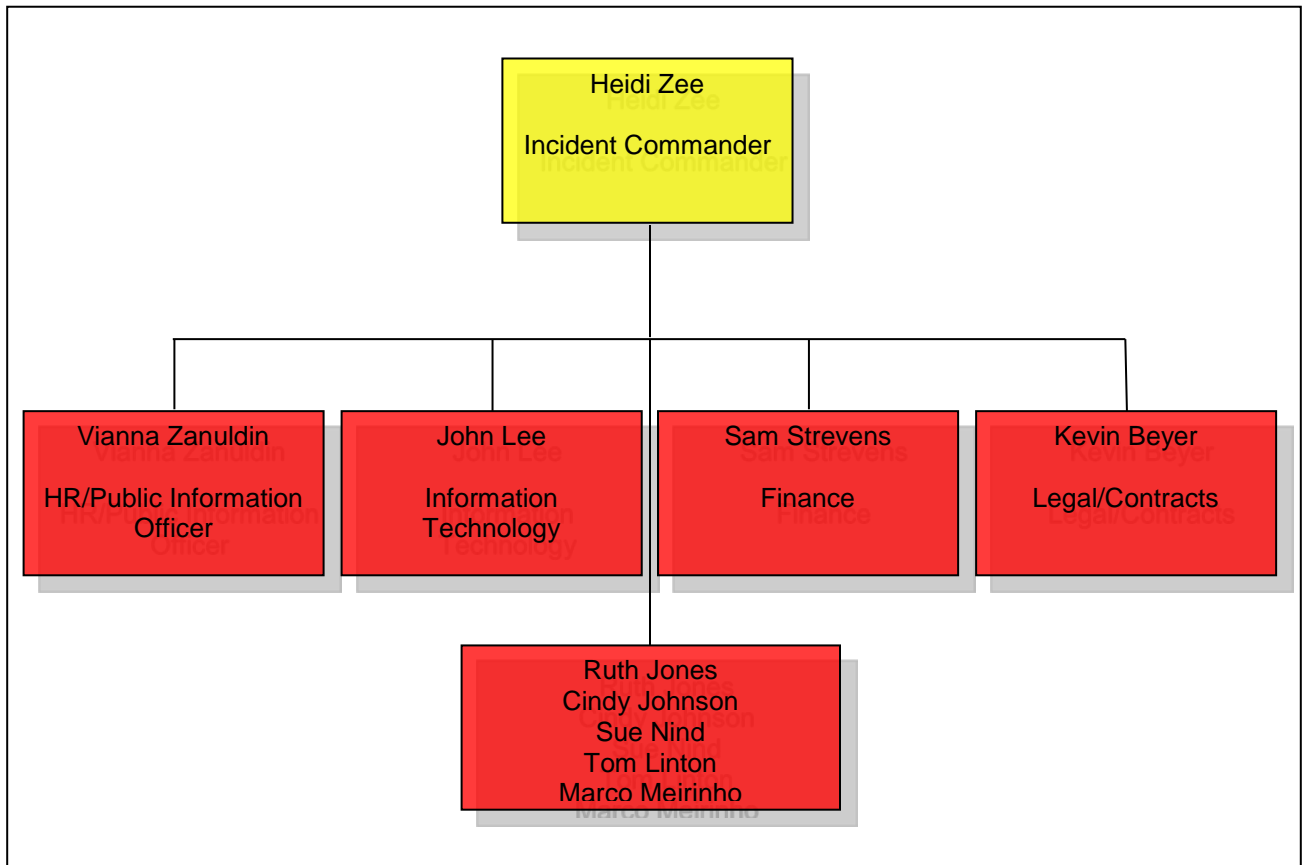 Heidi Zee
Incident Commander
Vianna Zanuldin
HR/Public Information
Officer
John Lee
Information
Technology
Sam Strevens
Finance
Kevin Beyer
Legal/Contracts
Ruth Jones
Cindy Johnson
Sue Nind
Tom Linton
Marco Meirinho